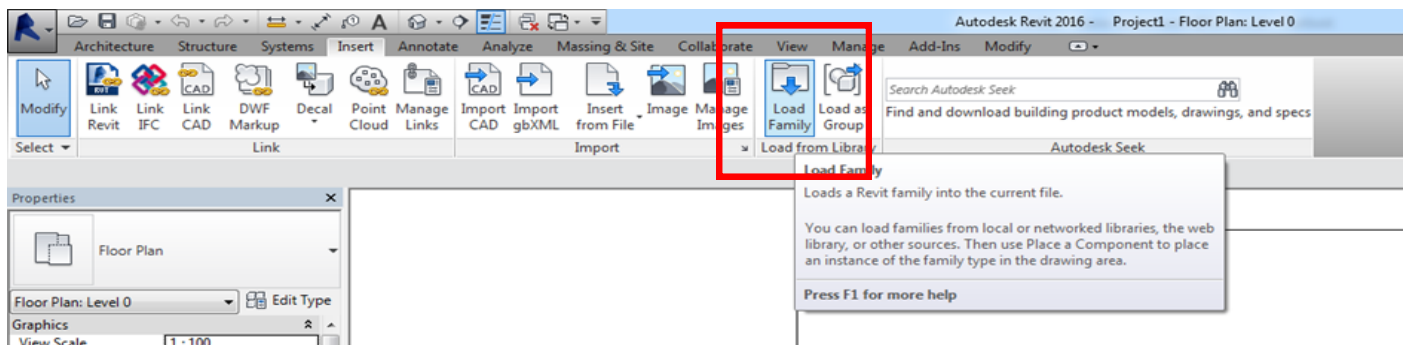 Autodesk Revit 2016 - Project1 - Floor Plan: Level 0
Architecture Structure Systems Insert Annotate Analyze Massing & Site Collaborate View Manage Add-Ins Modify
Modify Link Revit Link IFC Link CAD DWF Markup Decal Point Cloud Manage Links Import CAD Import gbXML Insert from File Image Manage Images Load Family Load as Group
Search Autodesk Seek
Find and download building product models, drawings, and specs
Select Link Import Load from Library Autodesk Seek
Load Family
Loads a Revit family into the current file.
You can load families from local or networked libraries, the web
library, or other sources. Then use Place a Component to place
an instance of the family type in the drawing area.
Press F1 for more help
Properties
Floor Plan
Floor Plan: Level 0 Edit Type
Graphics
View Scale 1 : 100